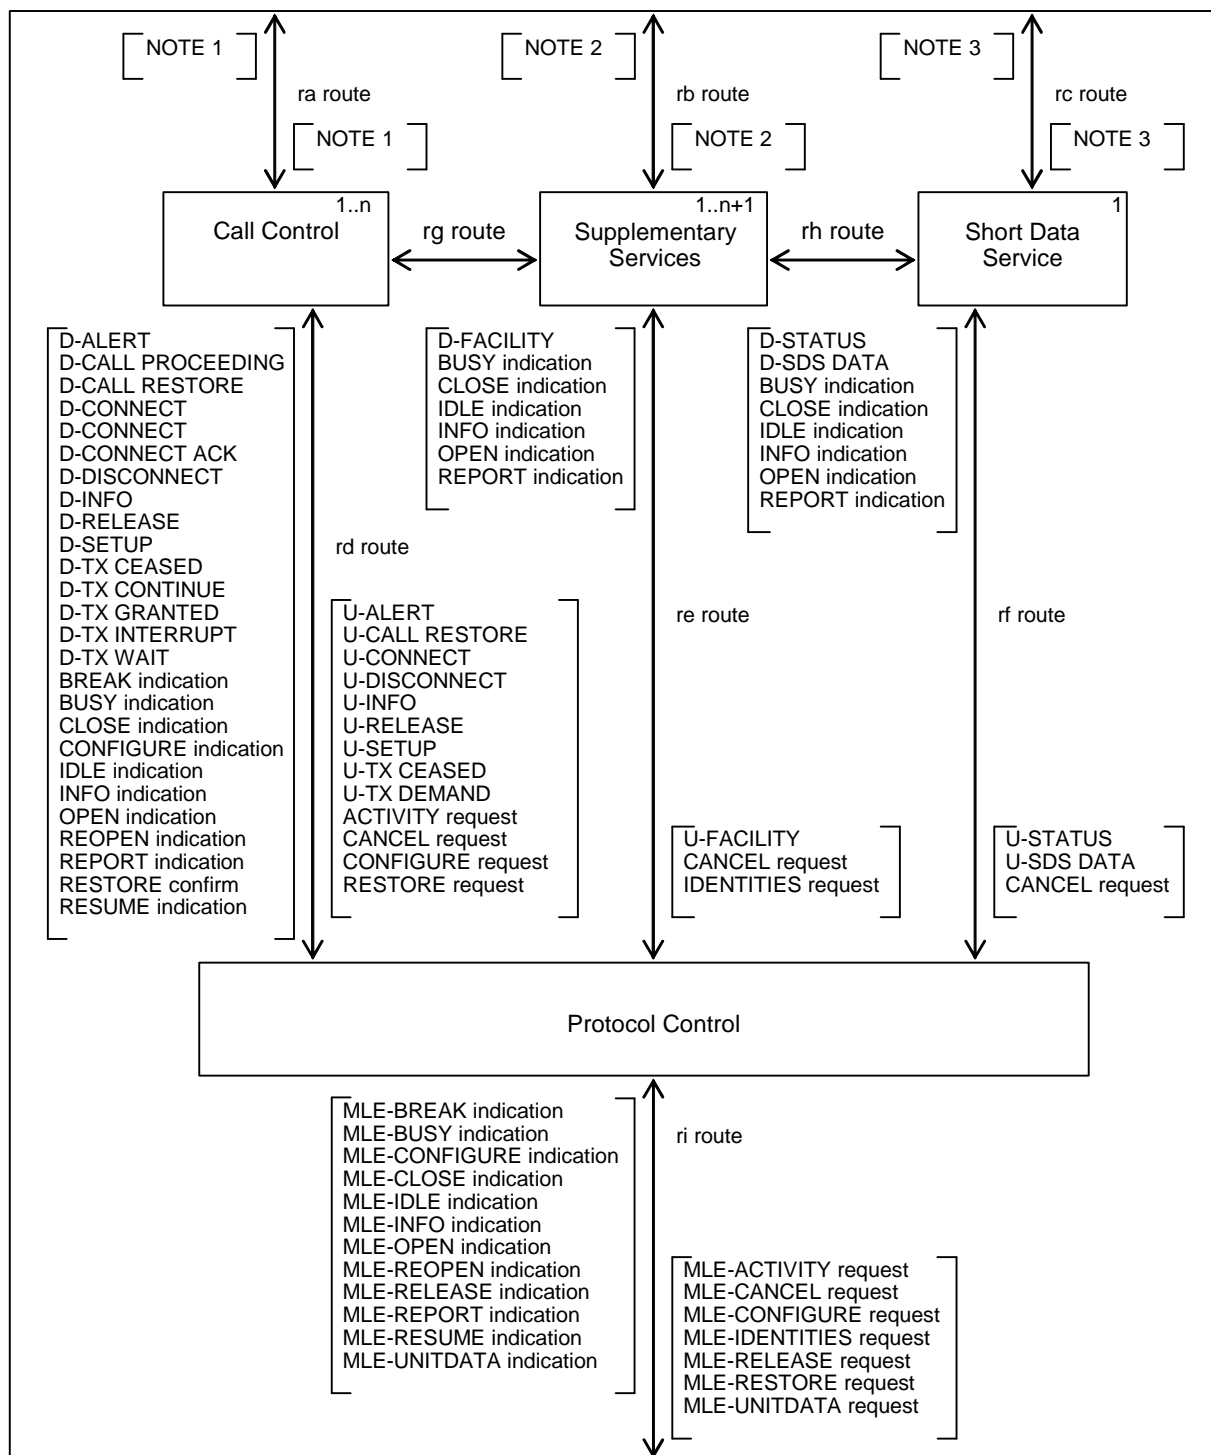 NOTE 1
NOTE 2
NOTE 3
ra route
rb route
rc route
NOTE 1
NOTE 2
NOTE 3
1..n
Call Control
rg route
1..n+1
Supplementary
Services
rh route
1
Short Data
Service
D-ALERT
D-CALL PROCEEDING
D-CALL RESTORE
D-CONNECT
D-CONNECT
D-CONNECT ACK
D-DISCONNECT
D-INFO
D-RELEASE
D-SETUP
D-TX CEASED
D-TX CONTINUE
D-TX GRANTED
D-TX INTERRUPT
D-TX WAIT
BREAK indication
BUSY indication
CLOSE indication
CONFIGURE indication
IDLE indication
INFO indication
OPEN indication
REOPEN indication
REPORT indication
RESTORE confirm
RESUME indication
rd route
U-ALERT
U-CALL RESTORE
U-CONNECT
U-DISCONNECT
U-INFO
U-RELEASE
U-SETUP
U-TX CEASED
U-TX DEMAND
ACTIVITY request
CANCEL request
CONFIGURE request
RESTORE request
D-FACILITY
BUSY indication
CLOSE indication
IDLE indication
INFO indication
OPEN indication
REPORT indication
re route
U-FACILITY
CANCEL request
IDENTITIES request
D-STATUS
D-SDS DATA
BUSY indication
CLOSE indication
IDLE indication
INFO indication
OPEN indication
REPORT indication
rf route
U-STATUS
U-SDS DATA
CANCEL request
Protocol Control
MLE-BREAK indication
MLE-BUSY indication
MLE-CONFIGURE indication
MLE-CLOSE indication
MLE-IDLE indication
MLE-INFO indication
MLE-OPEN indication
MLE-REOPEN indication
MLE-RELEASE indication
MLE-REPORT indication
MLE-RESUME indication
MLE-UNITDATA indication
ri route
MLE-ACTIVITY request
MLE-CANCEL request
MLE-CONFIGURE request
MLE-IDENTITIES request
MLE-RELEASE request
MLE-RESTORE request
MLE-UNITDATA request